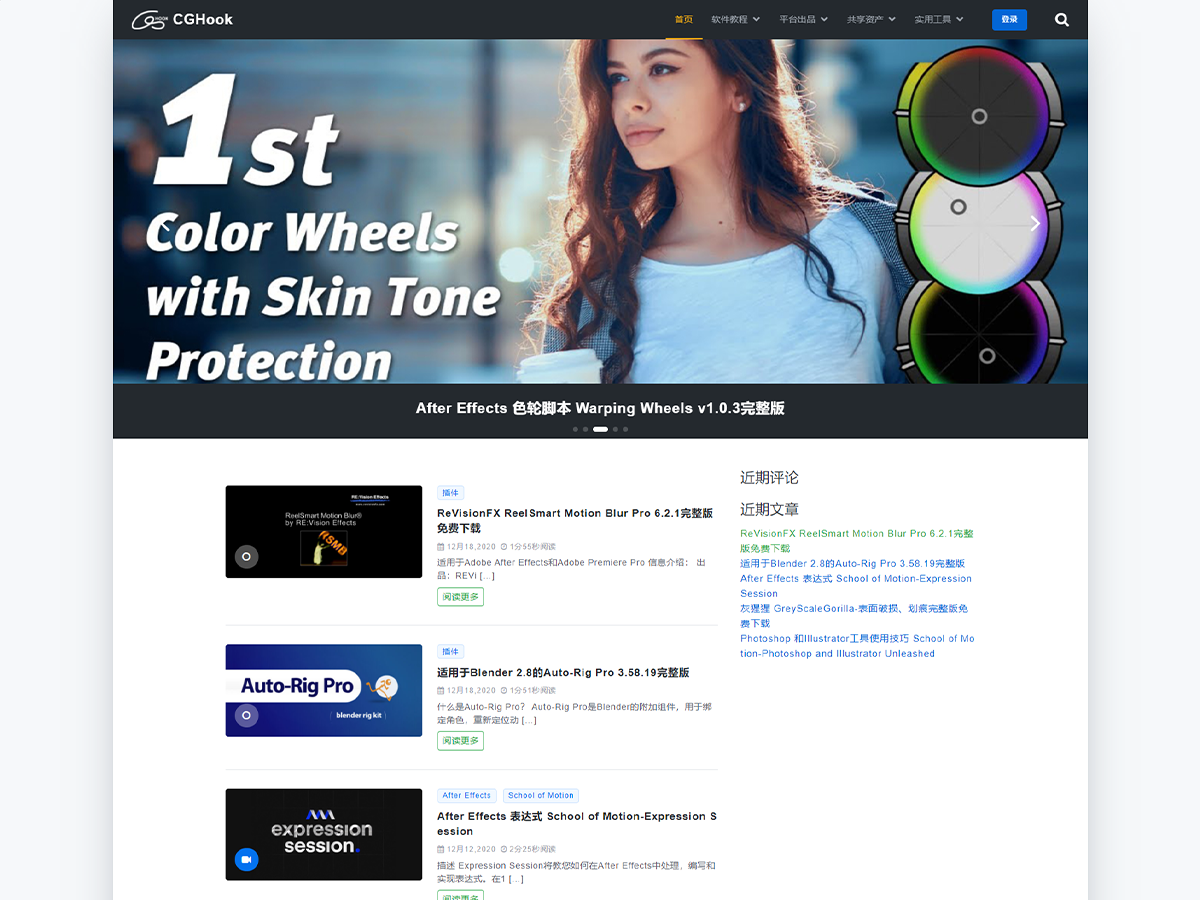 CGHook
首页 软件教程 平台出品 共享资产 实用工具 登录
1st
Color Wheels
with Skin Tone
Protection
After Effects 色轮脚本 Warping Wheels v1.0.3完整版
RE:Vision Effects
ReelSmart Motion Blur®
by RE:Vision Effects
RSMB
插件
ReVisionFX ReelSmart Motion Blur Pro 6.2.1完整版
免费下载
12月18,2020 1分55秒阅读
适用于Adobe After Effects和Adobe Premiere Pro 信息介绍： 出
品：REVi [...]
阅读更多
Auto-Rig Pro
blender rig kit
插件
适用于Blender 2.8的Auto-Rig Pro 3.58.19完整版
12月18,2020 1分51秒阅读
什么是Auto-Rig Pro？ Auto-Rig Pro是Blender的附加组件，用于绑
定角色，重新定位动 [...]
阅读更多
expression
session.
After Effects School of Motion
After Effects 表达式 School of Motion-Expression S
ession
12月12,2020 2分25秒阅读
描述 Expression Session将教您如何在After Effects中处理，编写和
实现表达式。在1 [...]
阅读更多
近期评论
近期文章
ReVisionFX ReelSmart Motion Blur Pro 6.2.1完整
版免费下载
适用于Blender 2.8的Auto-Rig Pro 3.58.19完整版
After Effects 表达式 School of Motion-Expression
Session
灰猩猩 GreyScaleGorilla-表面破损、划痕完整版免
费下载
Photoshop 和Illustrator工具使用技巧 School of Mo
tion-Photoshop and Illustrator Unleashed